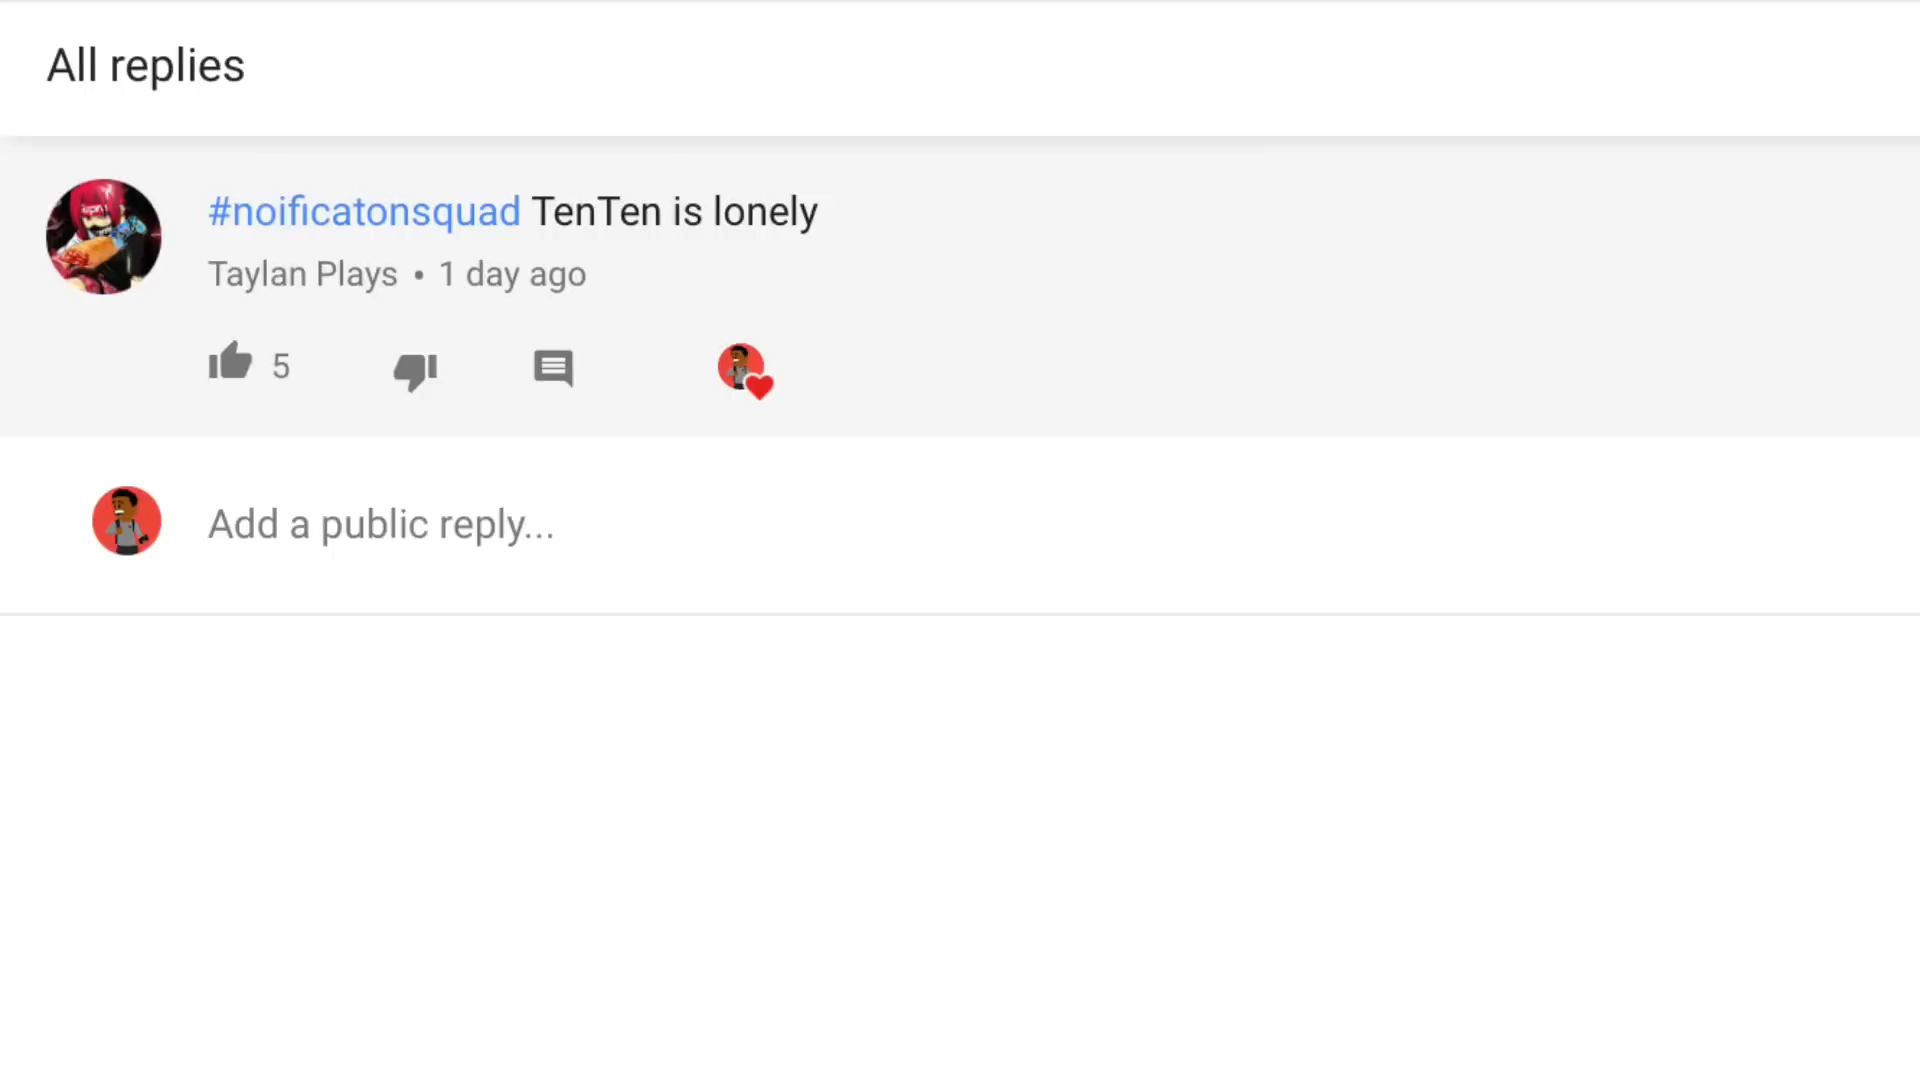 All replies
#noificatonsquad TenTen is lonely
Taylan Plays • 1 day ago
5
Add a public reply...